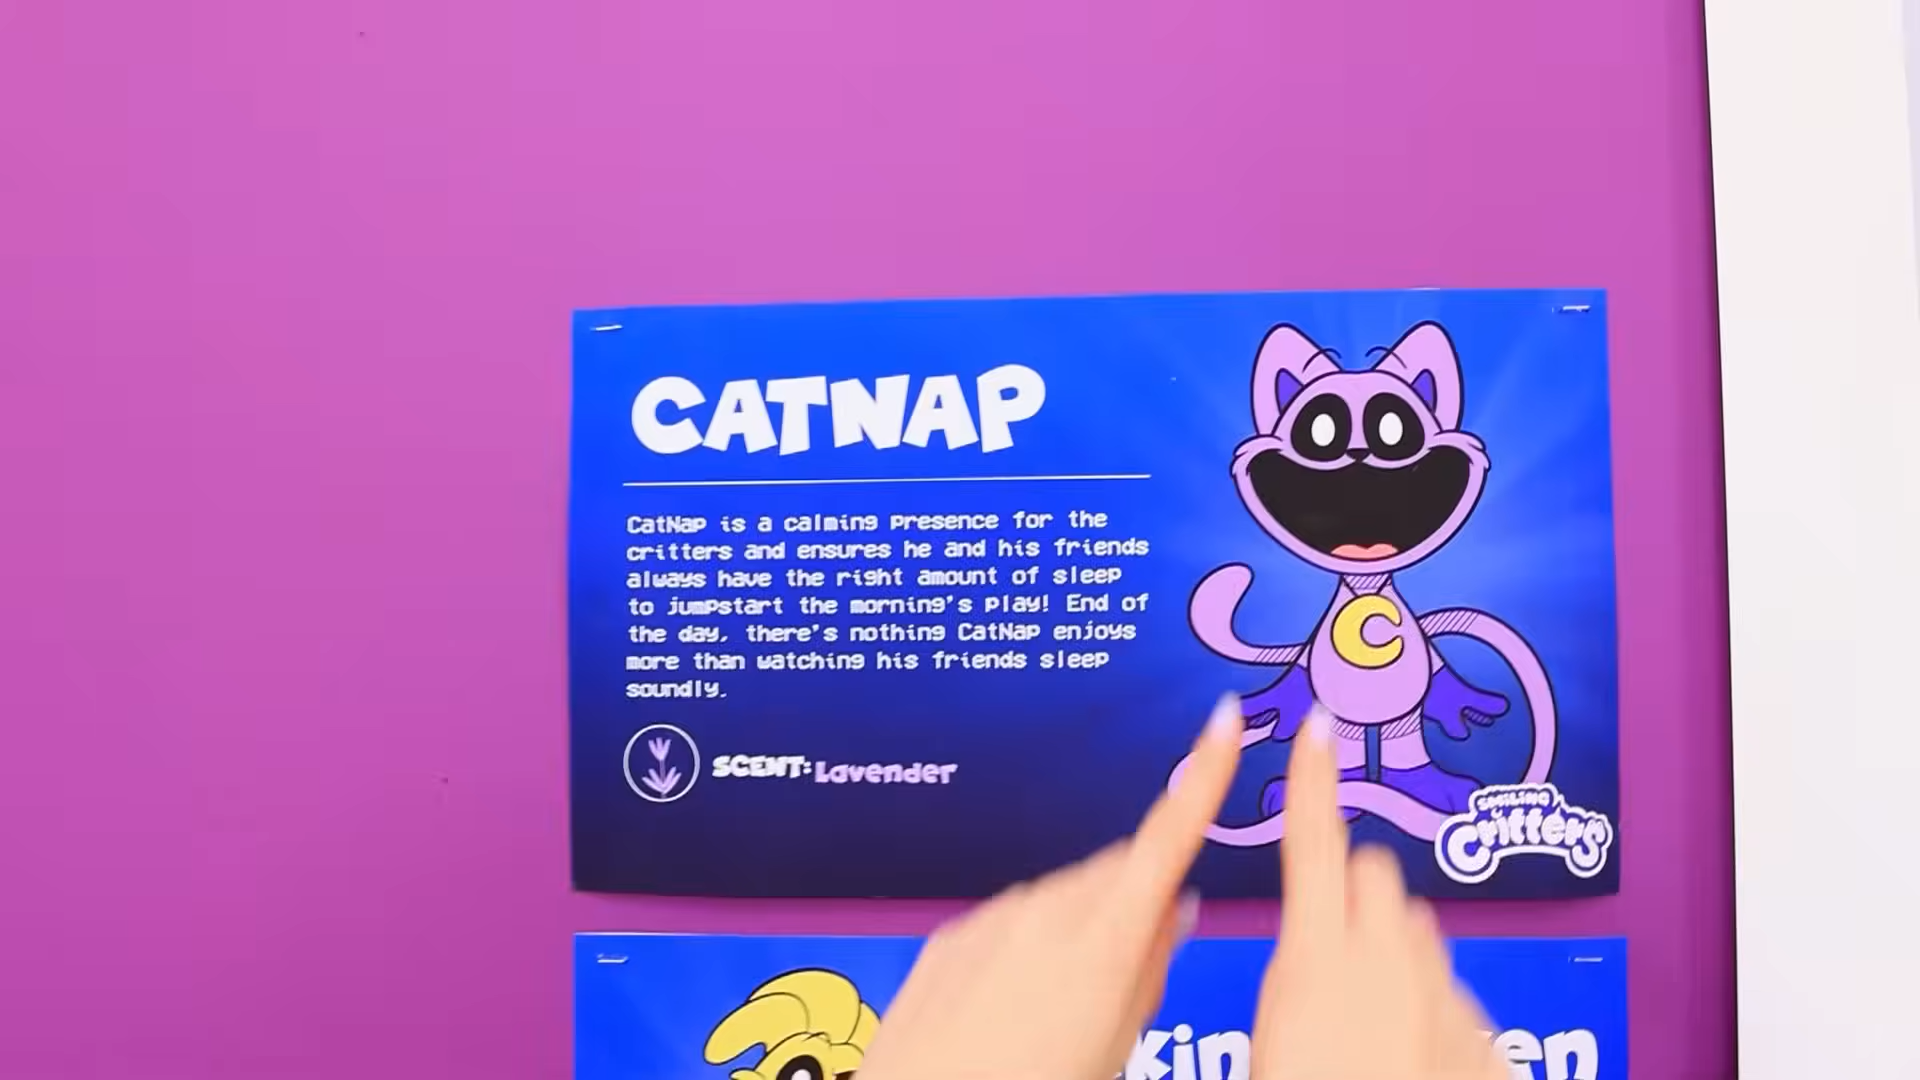 CATNAP
CatNap is a calming presence for the
critters and ensures he and his friends
always have the right amount of sleep
to jumpstart the morning's play! End of
the day, there's nothing CatNap enjoys
more than watching his friends sleep
soundly.
SCENT: Lavender
C
SMILING
Critters